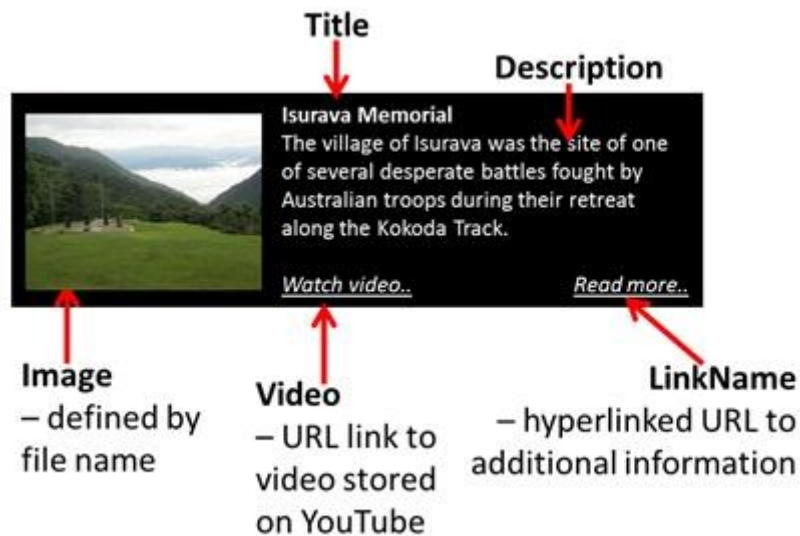 Title
Description
Isurava Memorial
The village of Isurava was the site of one
of several desperate battles fought by
Australian troops during their retreat
along the Kokoda Track.
Watch video..
Read more..
Image
– defined by
file name
Video
– URL link to
video stored
on YouTube
LinkName
– hyperlinked URL to
additional information